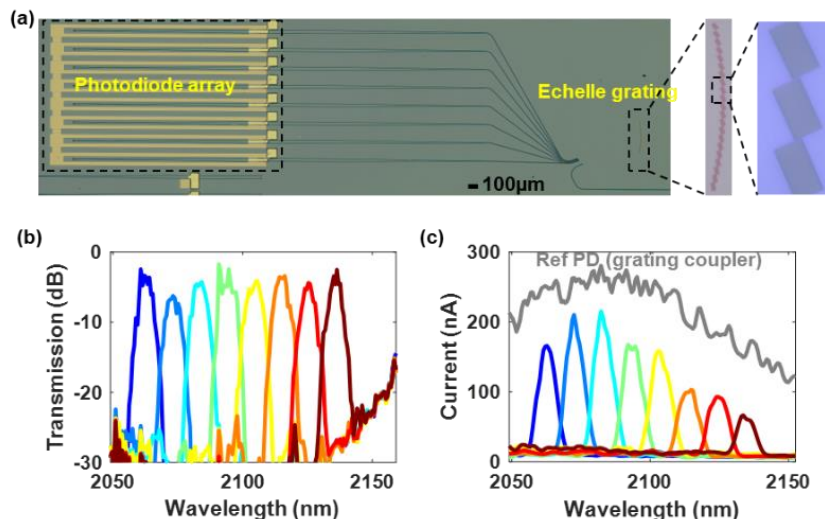 (a)
Photodiode array
Echelle grating
100μm
(b)
Transmission (dB)
0
-10
-20
-30
2050
2100
2150
Wavelength (nm)
(c)
Ref PD (grating coupler)
Current (nA)
300
200
100
0
2050
2100
2150
Wavelength (nm)